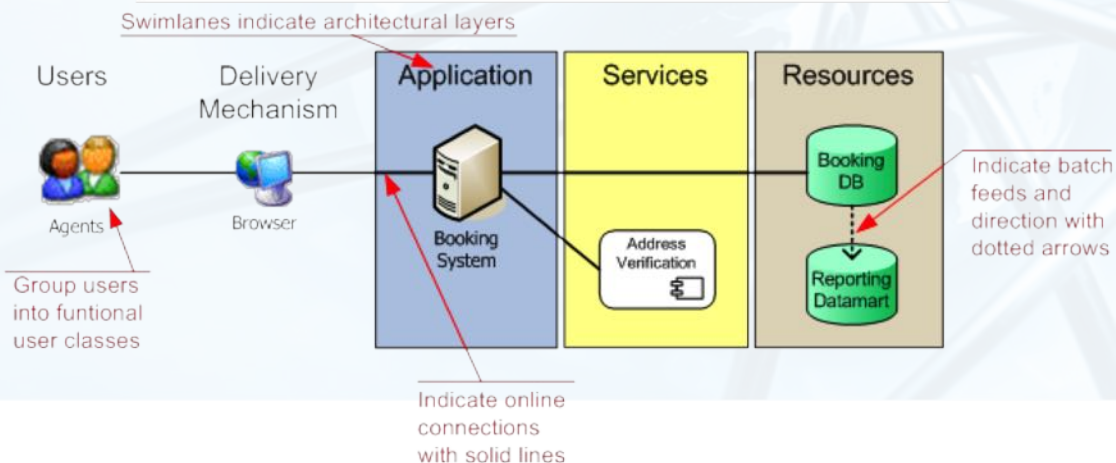 Swimlanes indicate architectural layers
Users
Delivery
Mechanism
Application
Services
Resources
Agents
Browser
Booking
System
Address
Verification
Booking
DB
Reporting
Datamart
Indicate batch
feeds and
direction with
dotted arrows
Group users
into funtional
user classes
Indicate online
connections
with solid lines